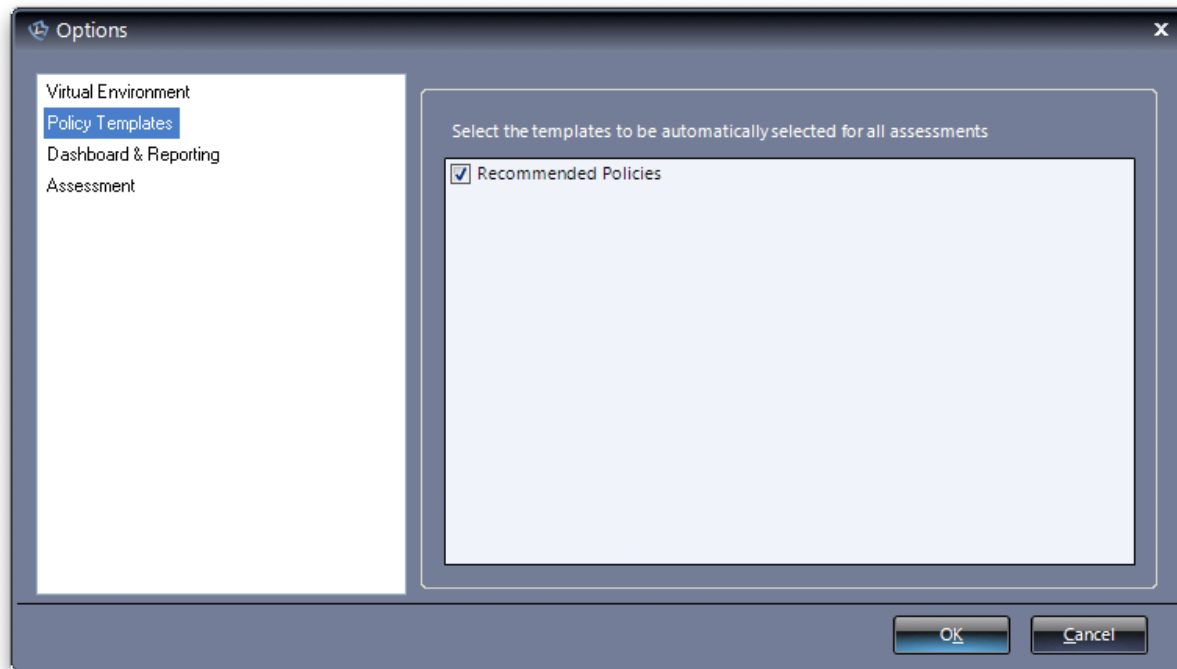 Options
x
Virtual Environment
Policy Templates
Dashboard & Reporting
Assessment
Select the templates to be automatically selected for all assessments
Recommended Policies
OK
Cancel